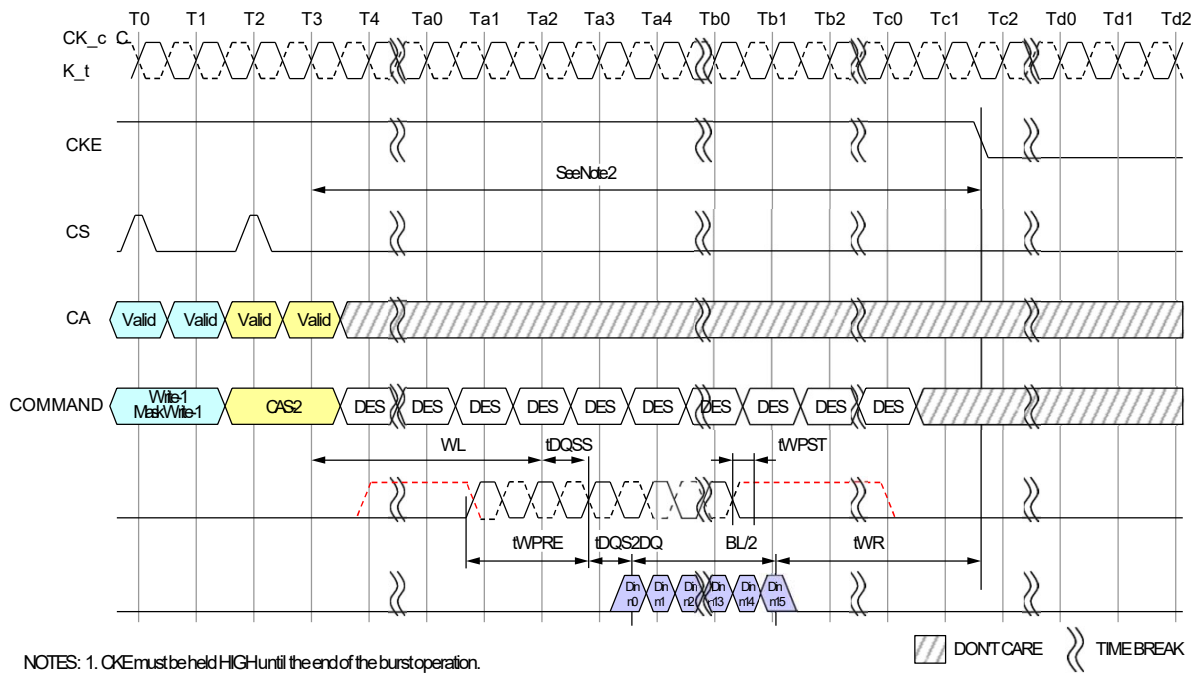 T0 T1 T2 T3 T4 Ta0 Ta1 Ta2 Ta3 Ta4 Tb0 Tb1 Tb2 Tc0 Tc1 Tc2 Td0 Td1 Td2
CK_c C
K_t
CKE
SeeNote2
CS
CA Valid Valid Valid Valid
COMMAND Write-1 MaskWrite-1 CAS-2 DES DES DES DES DES DES DES DES DES DES
WL tDQSS tWPST
tWPRE tDQS2DQ BL/2 tWR
Din n0 Din n1 Din n2 Din n13 Din n14 Din n15
DON'T CARE TIME BREAK
NOTES: 1. CKE must be held HIGH until the end of the burst operation.